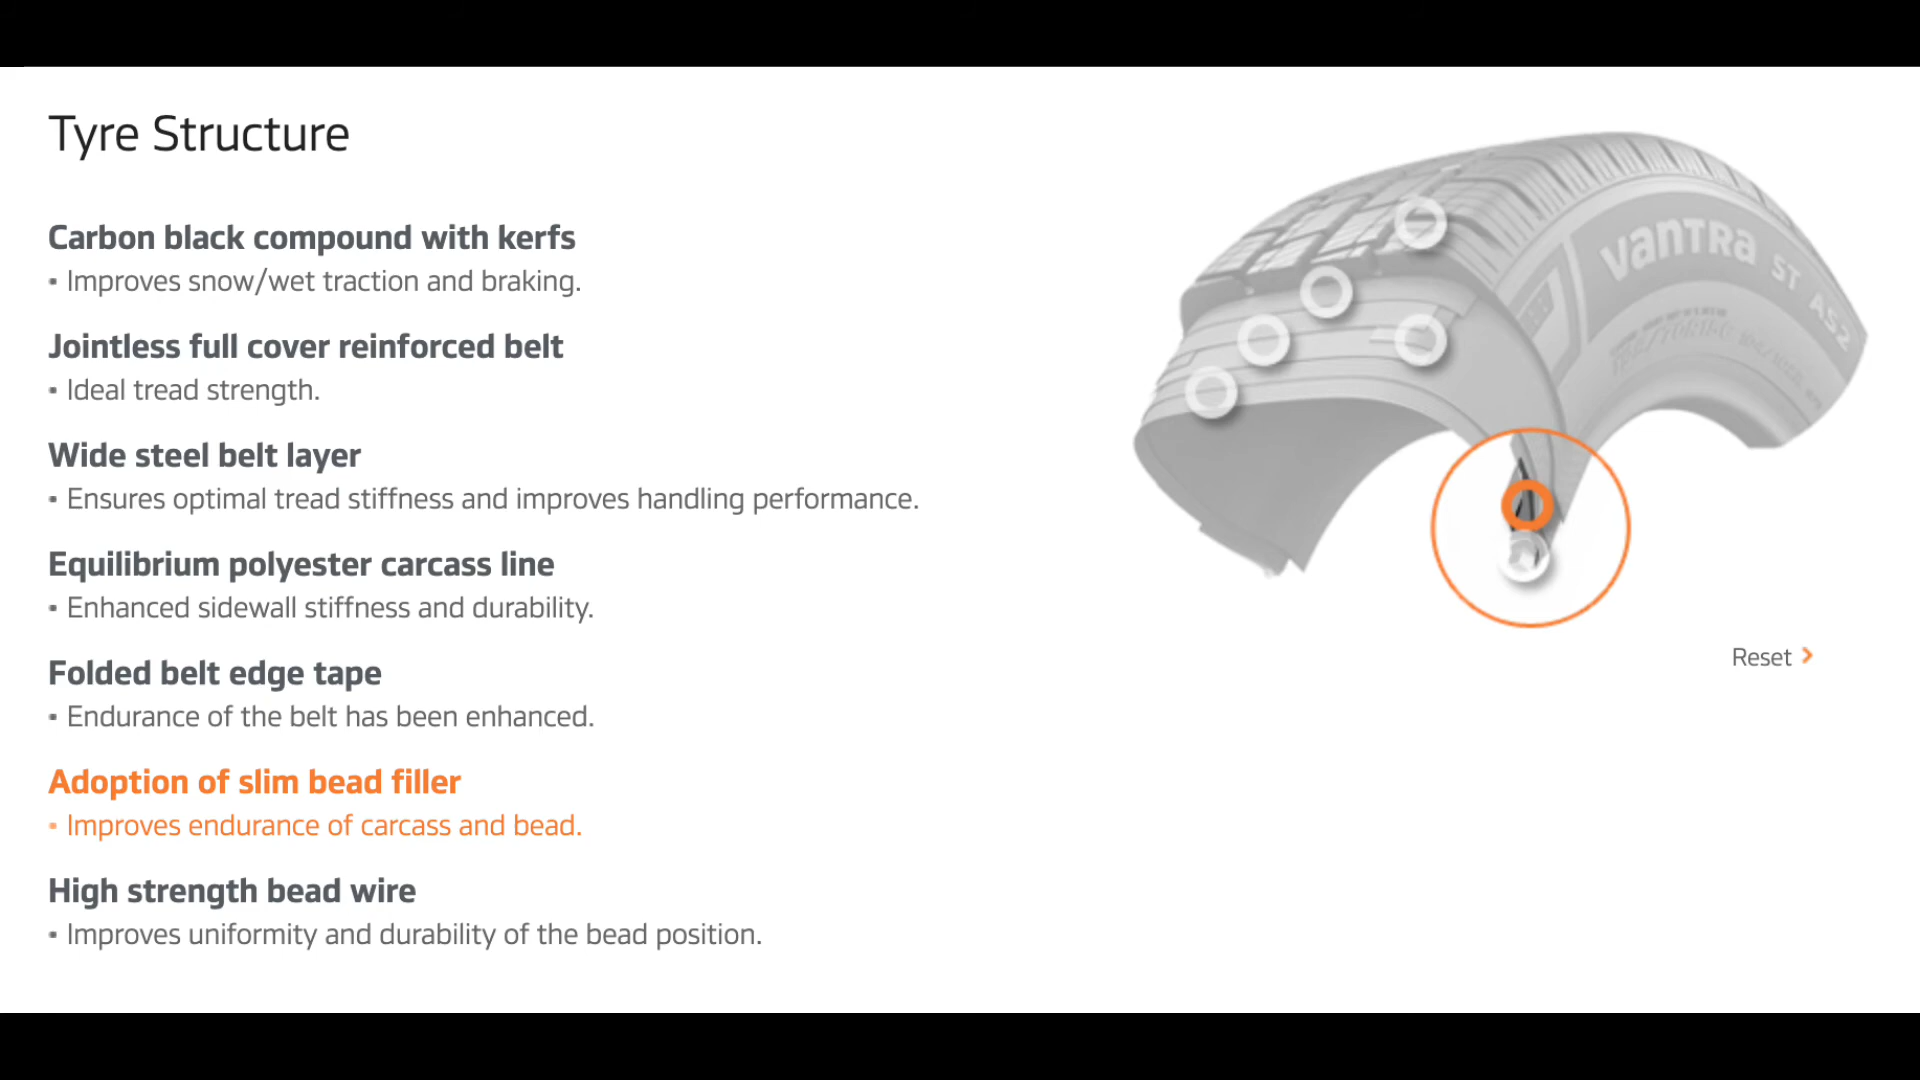 Tyre Structure
Carbon black compound with kerfs
▪ Improves snow/wet traction and braking.
Jointless full cover reinforced belt
▪ Ideal tread strength.
Wide steel belt layer
▪ Ensures optimal tread stiffness and improves handling performance.
Equilibrium polyester carcass line
▪ Enhanced sidewall stiffness and durability.
Folded belt edge tape
▪ Endurance of the belt has been enhanced.
Adoption of slim bead filler
▪ Improves endurance of carcass and bead.
High strength bead wire
▪ Improves uniformity and durability of the bead position.
vanTRa ST AS2
Reset >